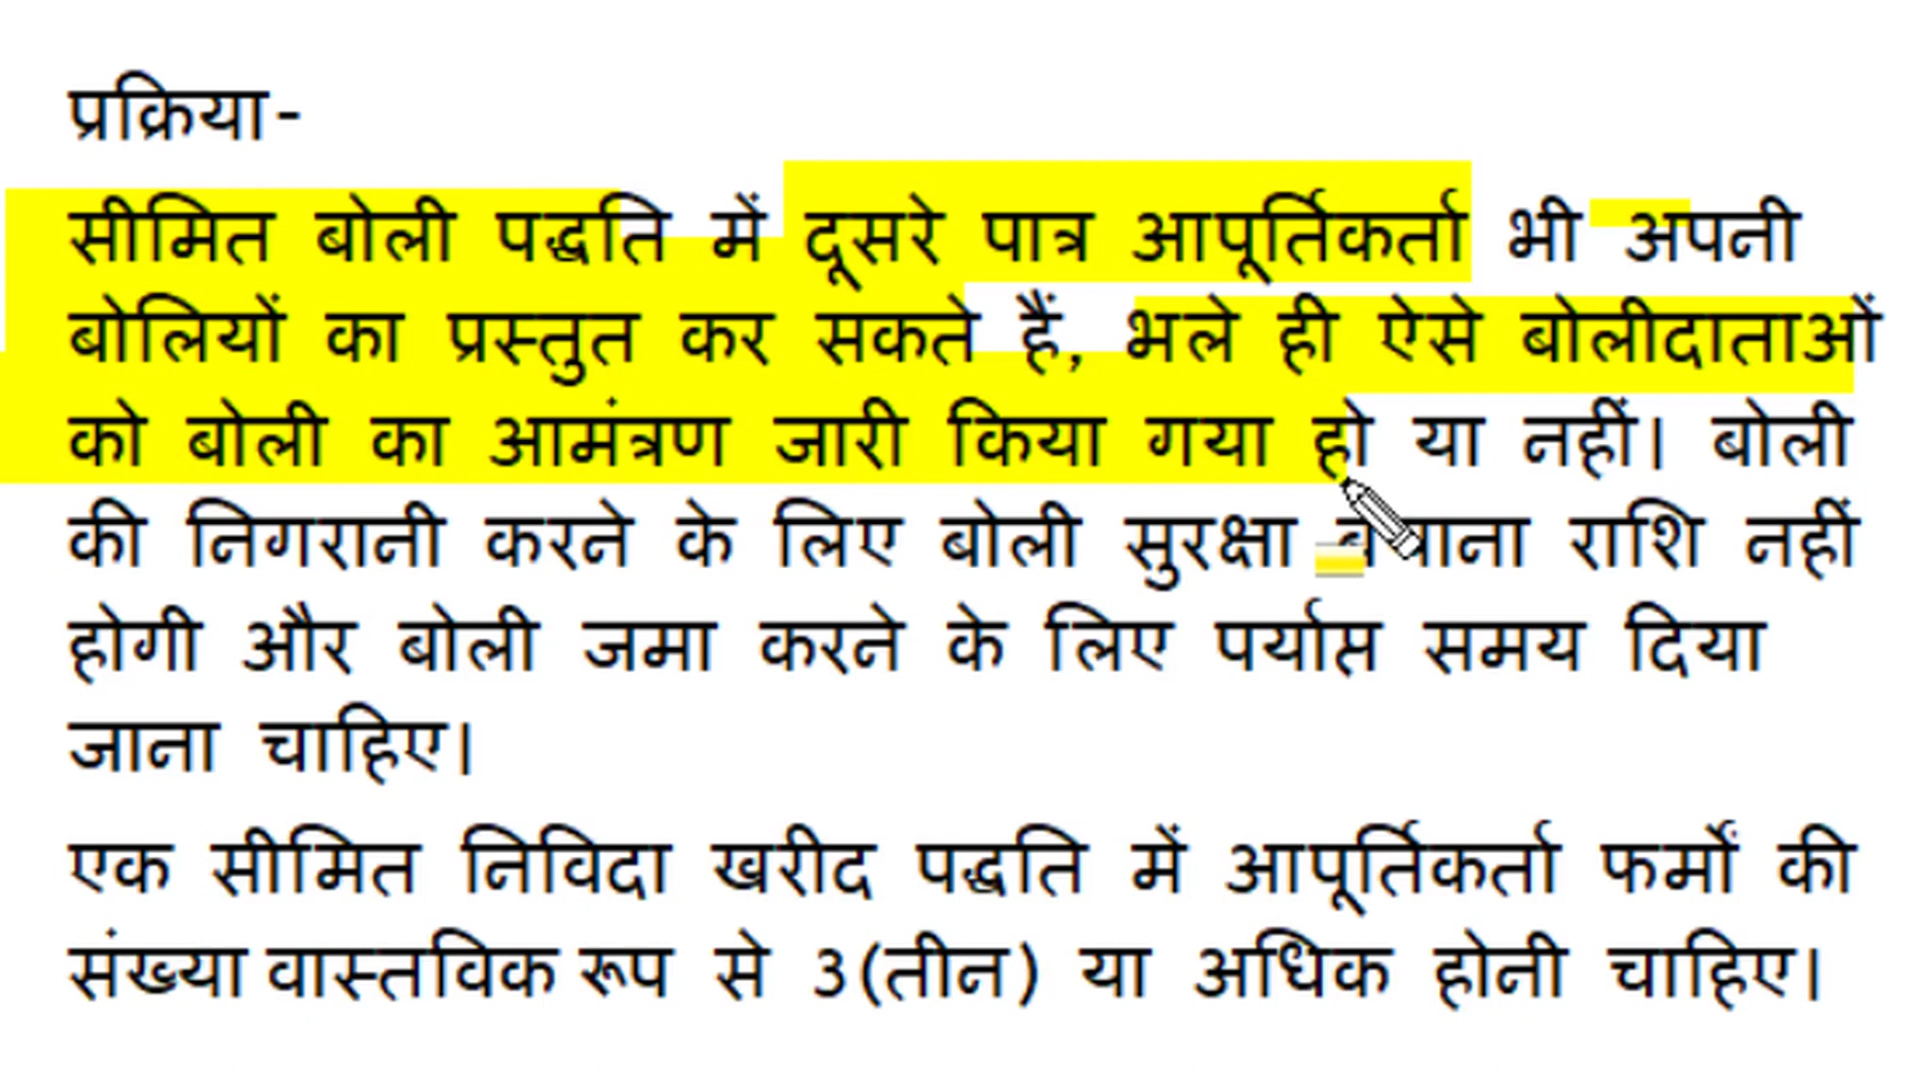 प्रक्रिया-
सीमित बोली पद्धति में दूसरे पात्र आपूर्तिकर्ता भी अपनी
बोलियों का प्रस्तुत कर सकते हैं, भले ही ऐसे बोलीदाताओं
को बोली का आमंत्रण जारी किया गया हो या नहीं। बोली
की निगरानी करने के लिए बोली सुरक्षा राशि नहीं
होगी और बोली जमा करने के लिए पर्याप्त समय दिया
जाना चाहिए।
एक सीमित निविदा खरीद पद्धति में आपूर्तिकर्ता फर्मों की
संख्या वास्तविक रूप से 3(तीन) या अधिक होनी चाहिए।